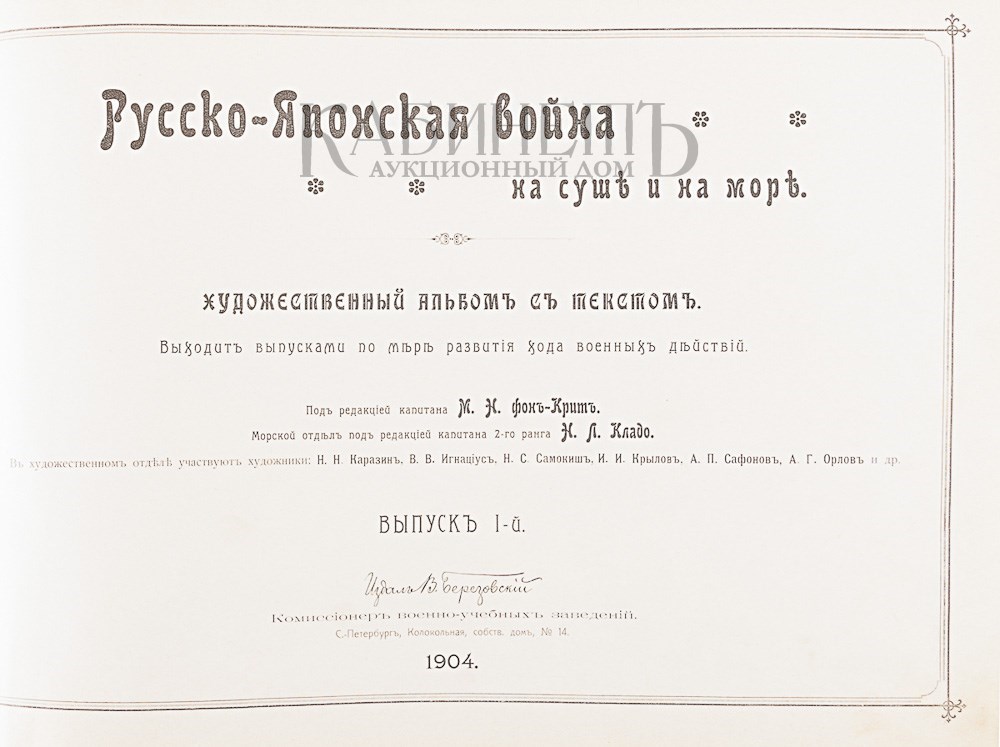 Русско-Японская война
КАБИНЕТЪ
АУКЦИОННЫЙ ДОМ
на сушѣ и на морѣ.
Художественный альбомъ съ текстомъ.
Выходитъ выпусками по мѣрѣ развитія хода военныхъ дѣйствій.
Подъ редакціей капитана М. Н. фонъ-Критъ.
Морской отдѣлъ подъ редакціей капитана 2-го ранга Н. Л. Кладо.
Въ художественномъ отдѣлѣ участвуютъ художники: Н. Н. Каразинъ, В. В. Игнаціусъ, Н. С. Самокишъ, И. И. Крыловъ, А. П. Сафоновъ, А. Г. Орловъ и др.
ВЫПУСКЪ I-й.
Издалъ В. Березовскій
Комиссіонеръ военно-учебныхъ заведеній.
С.-Петербургъ, Колокольная, собств. домъ, № 14.
1904.